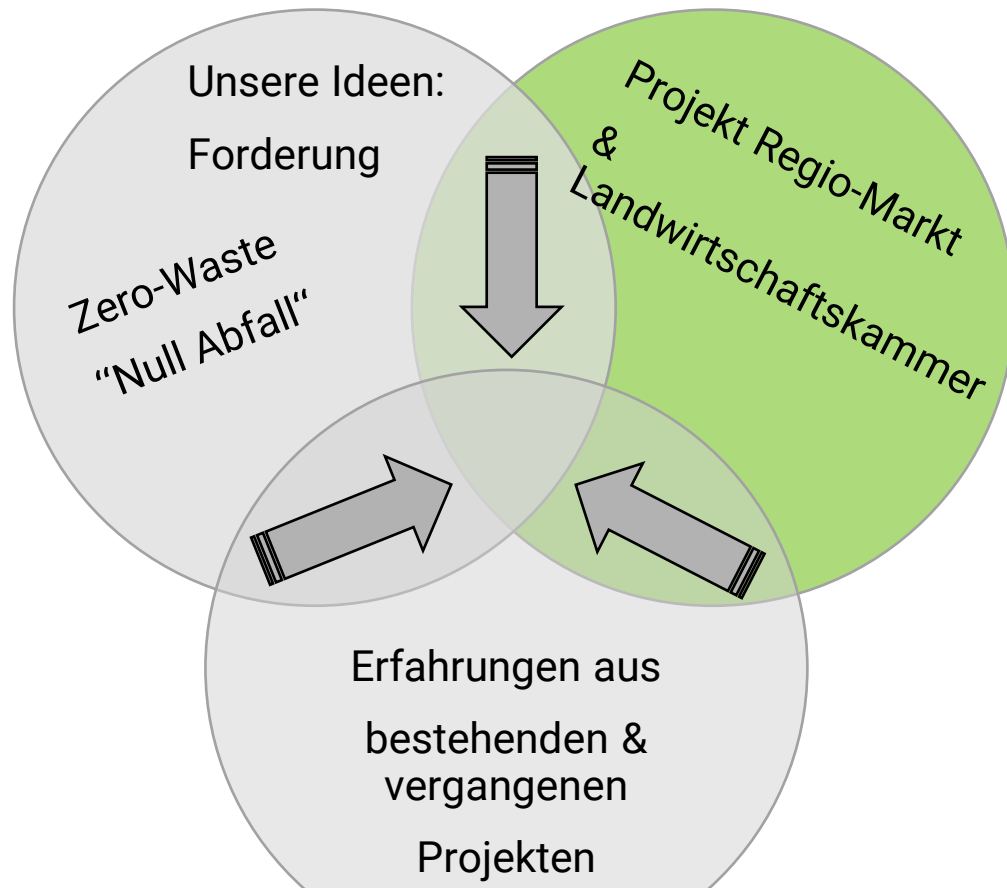 Unsere Ideen:
Forderung
Zero-Waste
“Null Abfall“
Projekt Regio-Markt
&
Landwirtschaftskammer
Erfahrungen aus
bestehenden &
vergangenen
Projekten